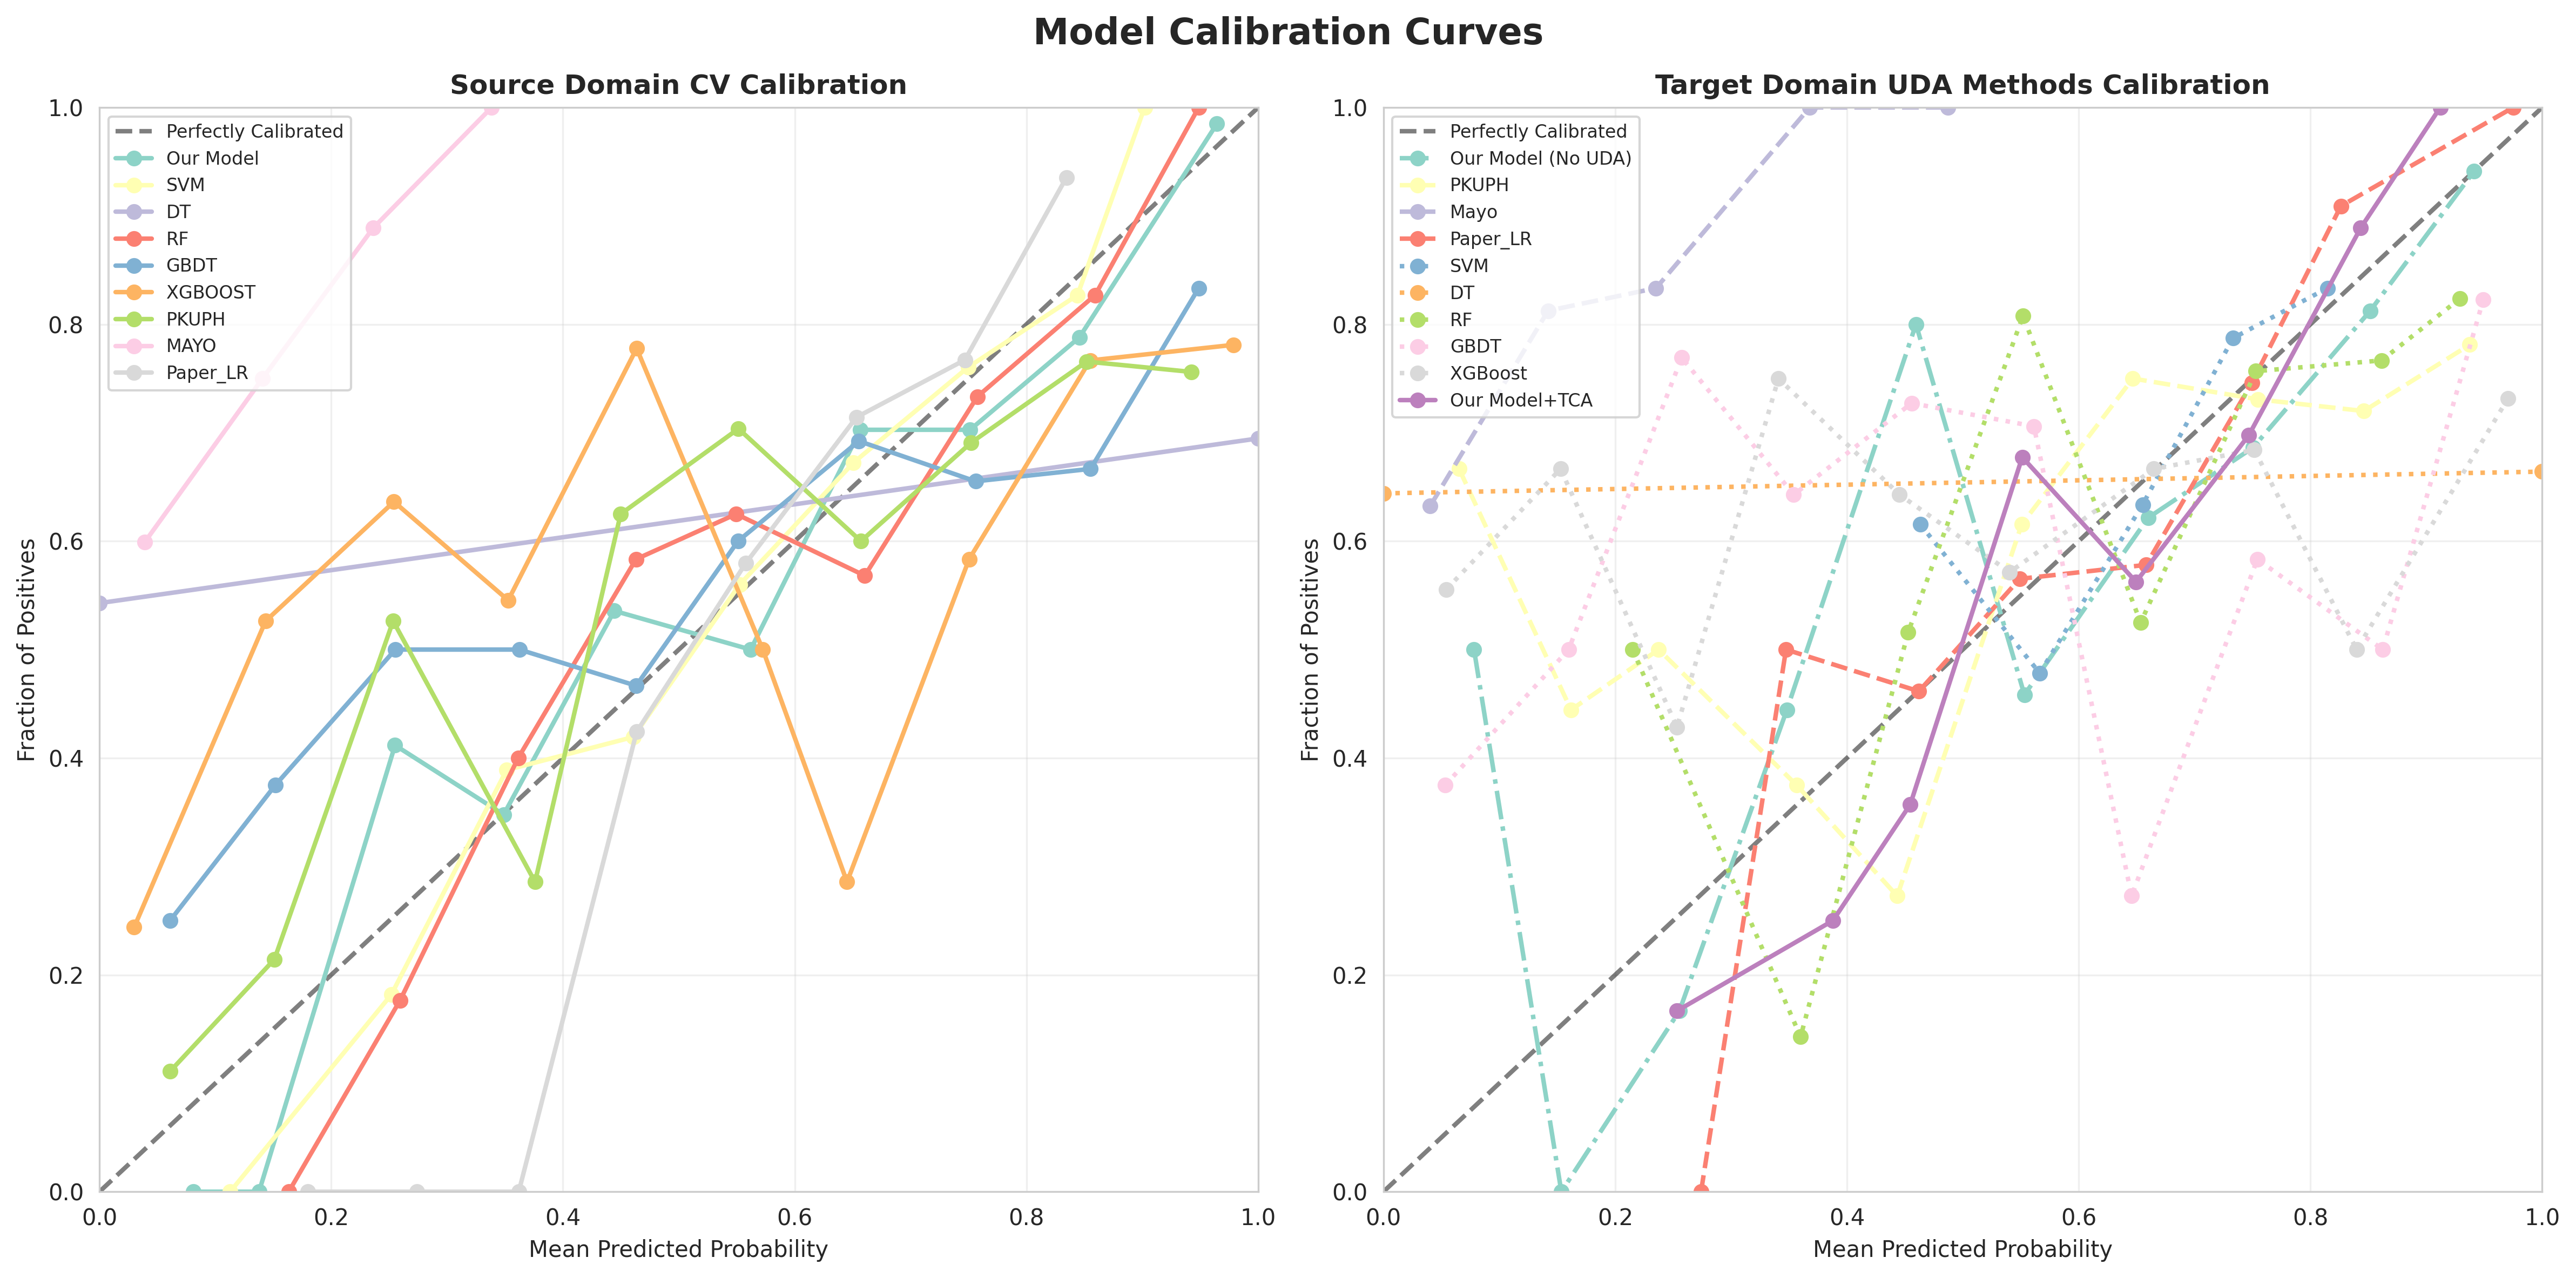 Model Calibration Curves
Source Domain CV Calibration
Fraction of Positives
1.0
0.8
0.6
0.4
0.2
0.0
Perfectly Calibrated
Our Model
SVM
DT
RF
GBDT
XGBOOST
PKUPH
MAYO
Paper_LR
0.0 0.2 0.4 0.6 0.8 1.0
Mean Predicted Probability
Target Domain UDA Methods Calibration
Fraction of Positives
1.0
0.8
0.6
0.4
0.2
0.0
Perfectly Calibrated
Our Model (No UDA)
PKUPH
Mayo
Paper_LR
SVM
DT
RF
GBDT
XGBoost
Our Model+TCA
0.0 0.2 0.4 0.6 0.8 1.0
Mean Predicted Probability